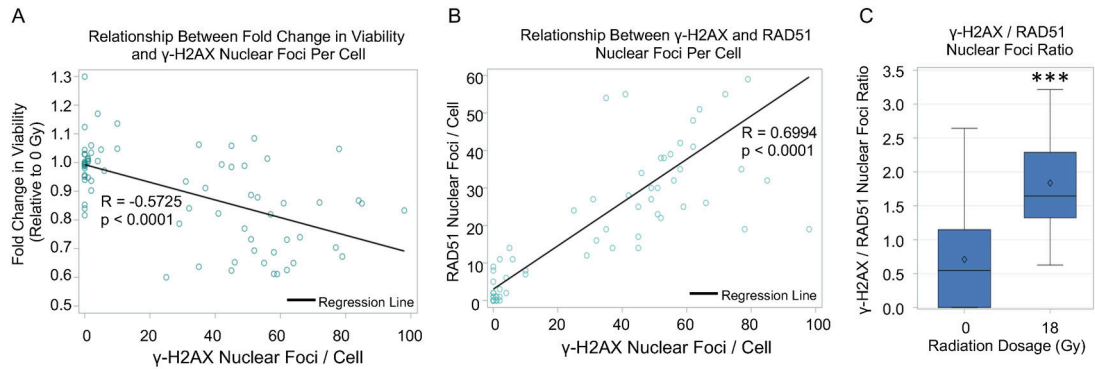 A
Relationship Between Fold Change in Viability
and γ-H2AX Nuclear Foci Per Cell
Fold Change in Viability
(Relative to 0 Gy)
1.3
1.2
1.1
1.0
0.9
0.8
0.7
0.6
0.5
R = -0.5725
p < 0.0001
Regression Line
0
20
40
60
80
100
γ-H2AX Nuclear Foci / Cell
B
Relationship Between γ-H2AX and RAD51
Nuclear Foci Per Cell
RAD51 Nuclear Foci / Cell
60
50
40
30
20
10
0
R = 0.6994
p < 0.0001
Regression Line
0
20
40
60
80
100
γ-H2AX Nuclear Foci / Cell
C
γ-H2AX / RAD51
Nuclear Foci Ratio
γ-H2AX / RAD51 Nuclear Foci Ratio
3.5
3.0
2.5
2.0
1.5
1.0
0.5
0.0
***
0
18
Radiation Dosage (Gy)